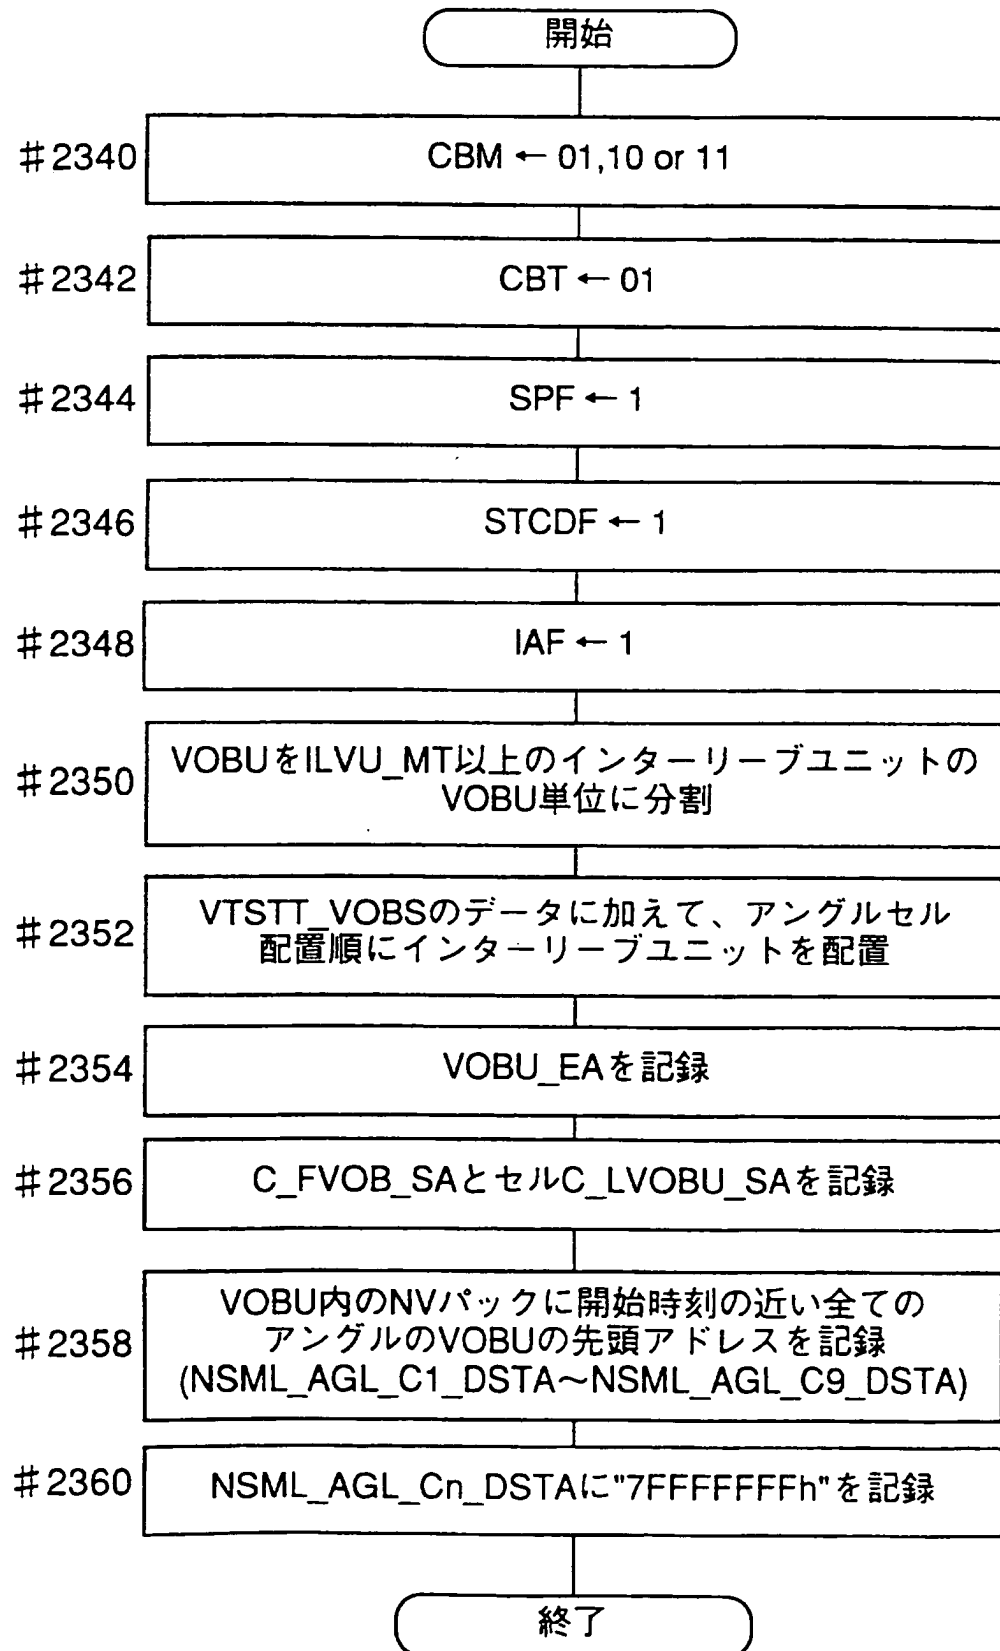 開始
#2340
CBM ← 01,10 or 11
#2342
CBT ← 01
#2344
SPF ← 1
#2346
STCDF ← 1
#2348
IAF ← 1
#2350
VOBUをILVU_MT以上のインターリーブユニットの
VOBU単位に分割
#2352
VTSTT_VOBSのデータに加えて、アングルセル
配置順にインターリーブユニットを配置
#2354
VOBU_EAを記録
#2356
C_FVOB_SAとセルC_LVOBU_SAを記録
#2358
VOBU内のNVパックに開始時刻の近い全ての
アングルのVOBUの先頭アドレスを記録
(NSML_AGL_C1_DSTA～NSML_AGL_C9_DSTA)
#2360
NSML_AGL_Cn_DSTAに"7FFFFFFFh"を記録
終了